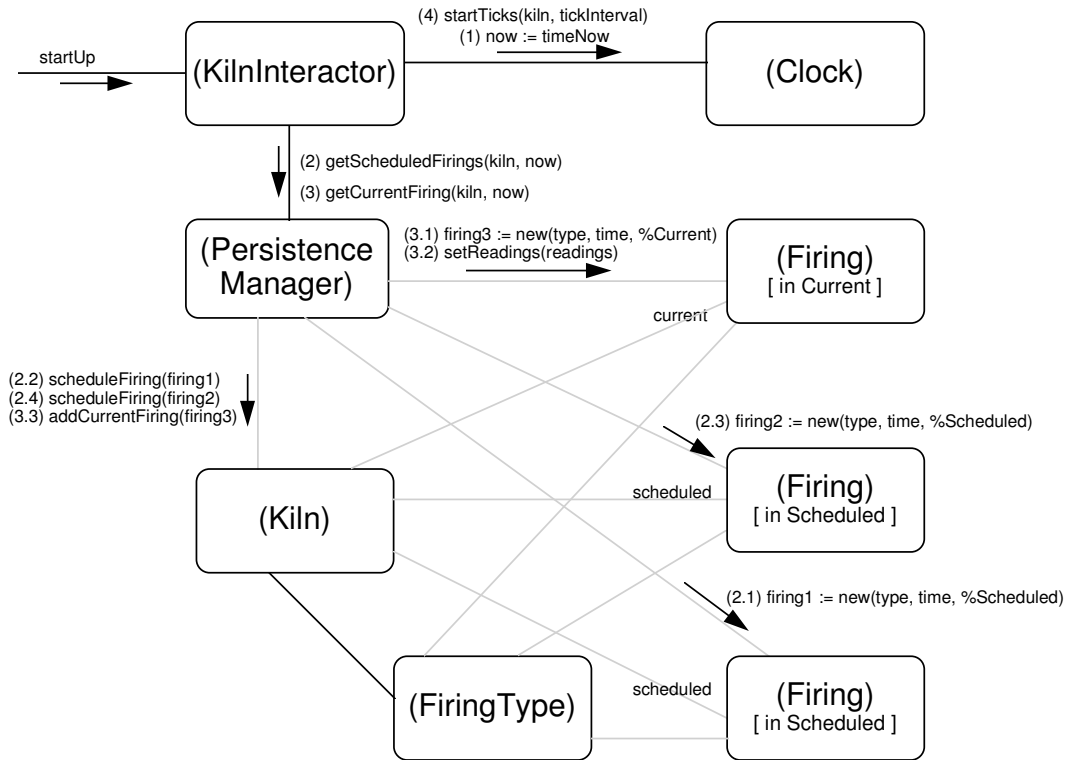 (4) startTicks(kiln, tickInterval)
(1) now := timeNow
startUp
(KilnInteractor)
(Clock)
(2) getScheduledFirings(kiln, now)
(3) getCurrentFiring(kiln, now)
(Persistence
Manager)
(3.1) firing3 := new(type, time, %Current)
(3.2) setReadings(readings)
(Firing)
[ in Current ]
current
(2.2) scheduleFiring(firing1)
(2.4) scheduleFiring(firing2)
(3.3) addCurrentFiring(firing3)
(2.3) firing2 := new(type, time, %Scheduled)
(Kiln)
scheduled
(Firing)
[ in Scheduled ]
(2.1) firing1 := new(type, time, %Scheduled)
(FiringType)
scheduled
(Firing)
[ in Scheduled ]